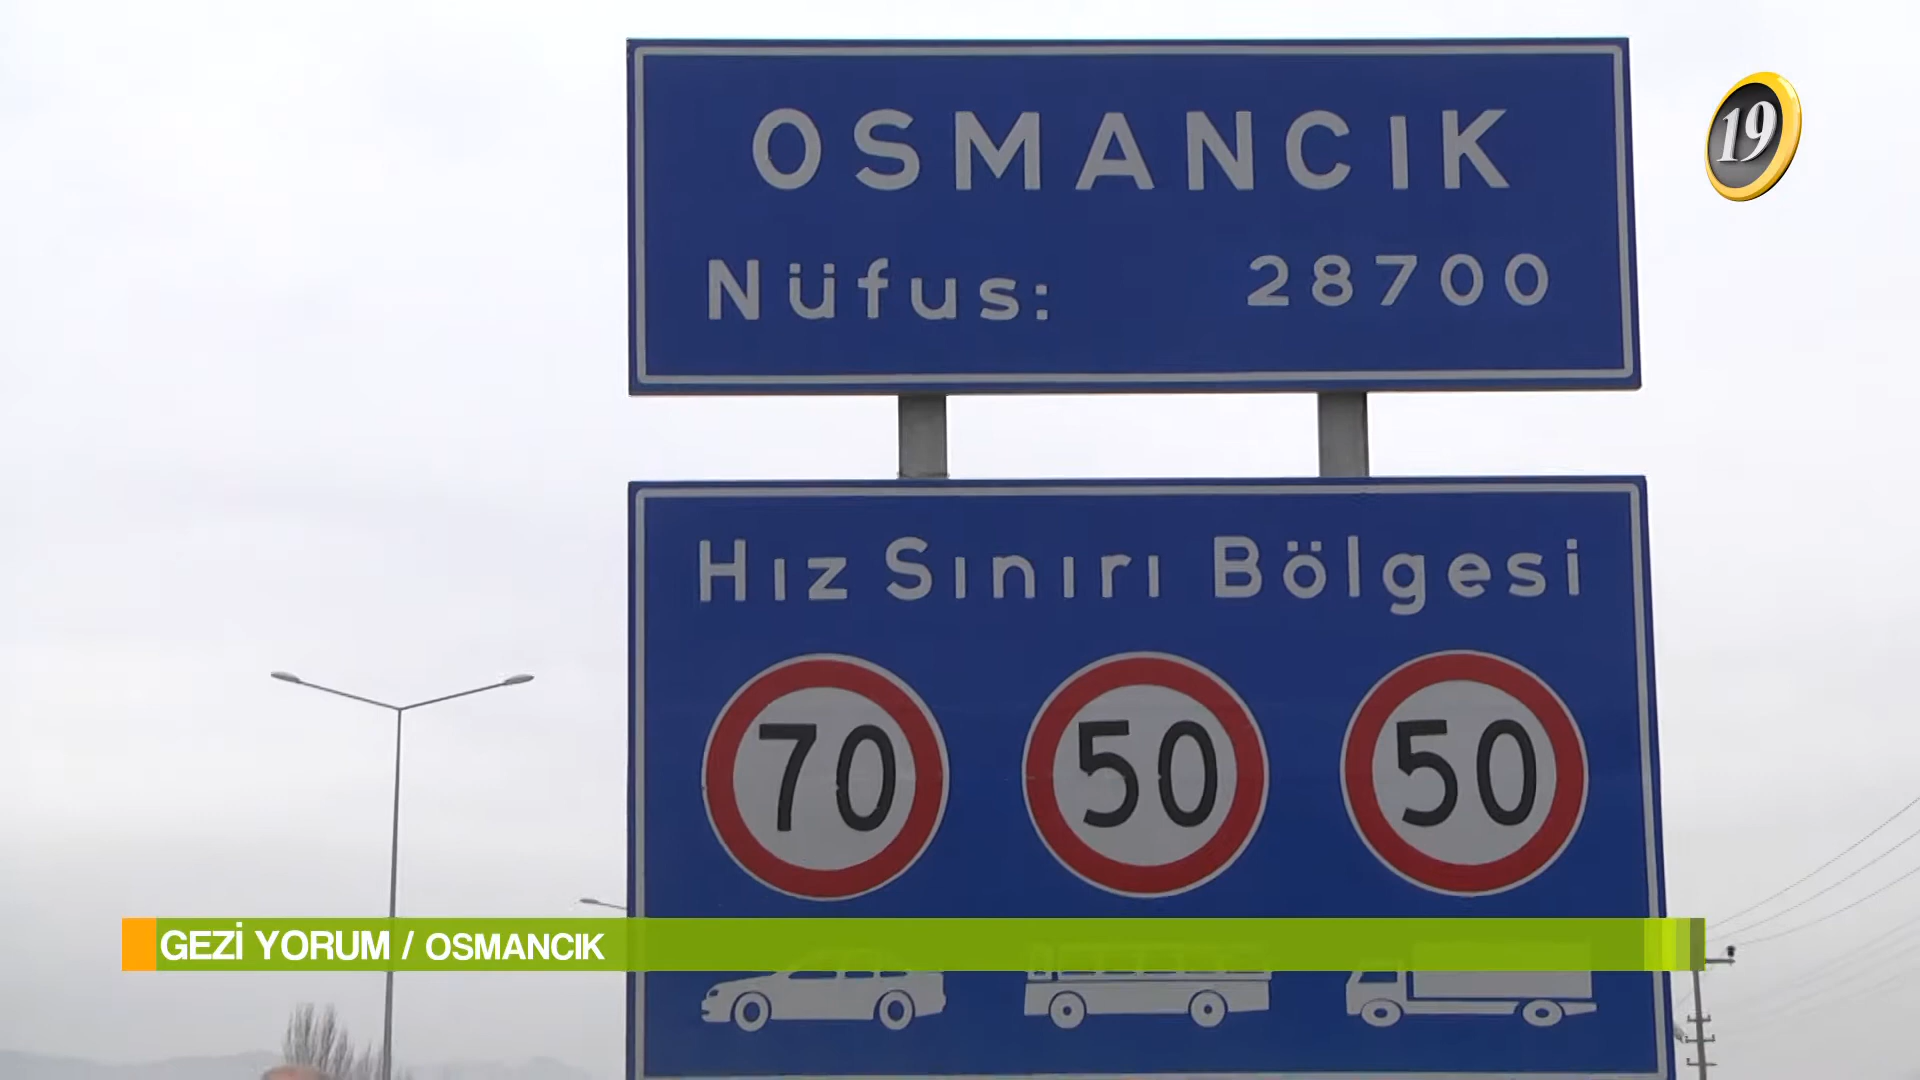 OSMANCIK
Nüfus: 28700
19
Hız Sınırı Bölgesi
70 50 50
GEZİ YORUM / OSMANCIK